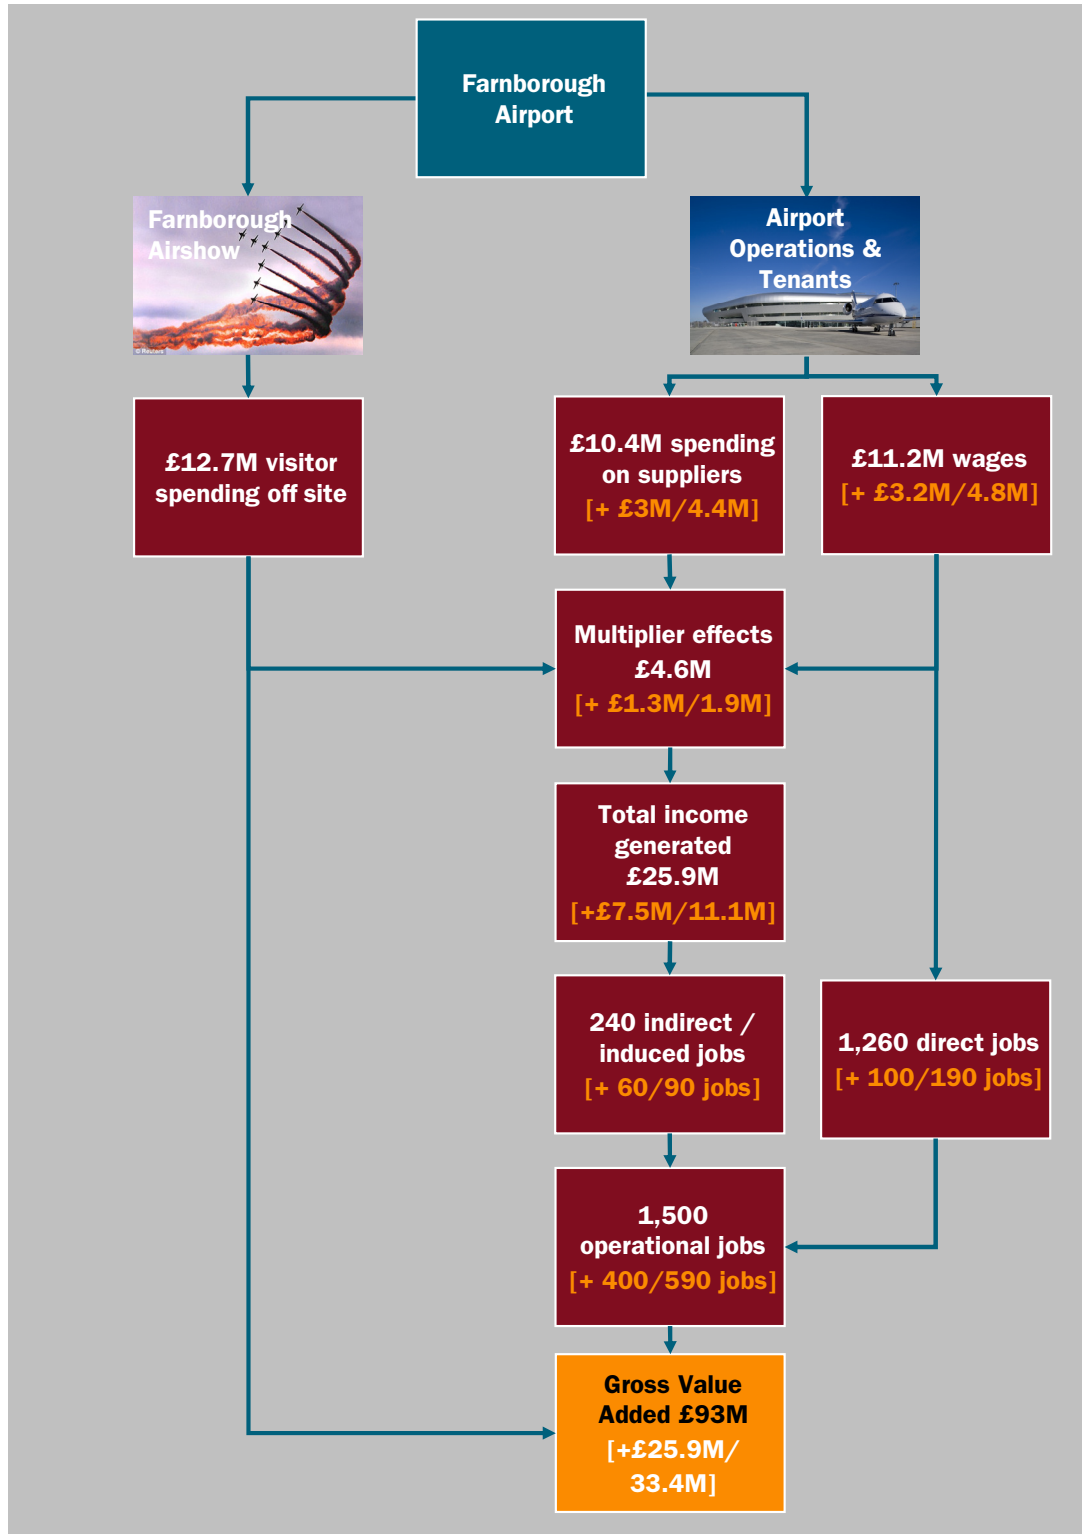 Farnborough
Airport
Farnborough
Airshow
© Reuters
Airport
Operations &
Tenants
£12.7M visitor
spending off site
£10.4M spending
on suppliers
[+ £3M/4.4M]
£11.2M wages
[+ £3.2M/4.8M]
Multiplier effects
£4.6M
[+ £1.3M/1.9M]
Total income
generated
£25.9M
[+£7.5M/11.1M]
240 indirect /
induced jobs
[+ 60/90 jobs]
1,260 direct jobs
[+ 100/190 jobs]
1,500
operational jobs
[+ 400/590 jobs]
Gross Value
Added £93M
[+£25.9M/
33.4M]